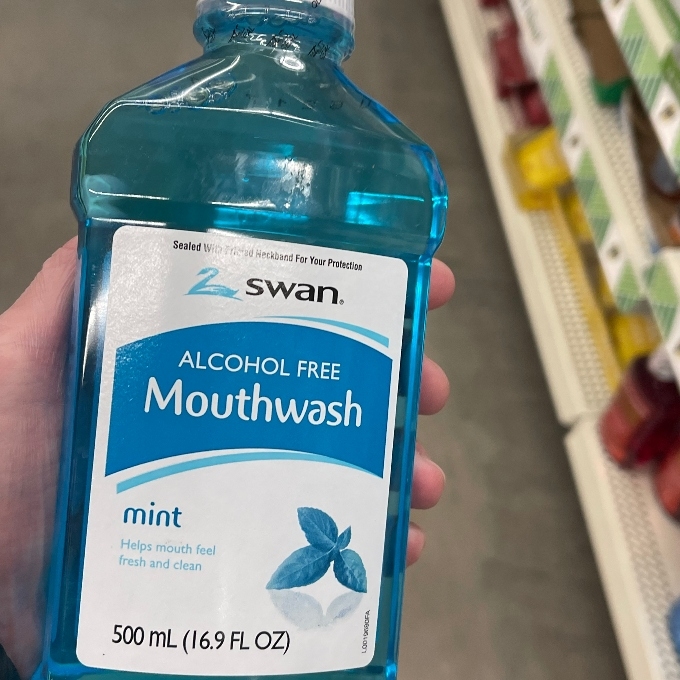 Sealed With Printed Neckband For Your Protection
swan®
ALCOHOL FREE
Mouthwash
mint
Helps mouth feel
fresh and clean
500 mL (16.9 FL OZ)